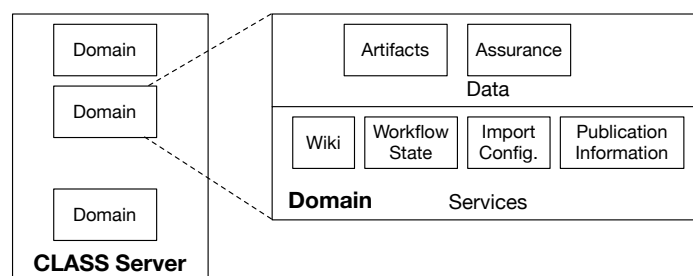 Domain
Domain
Domain
CLASS Server
Artifacts
Assurance
Data
Wiki
Workflow
State
Import
Config.
Publication
Information
Domain
Services